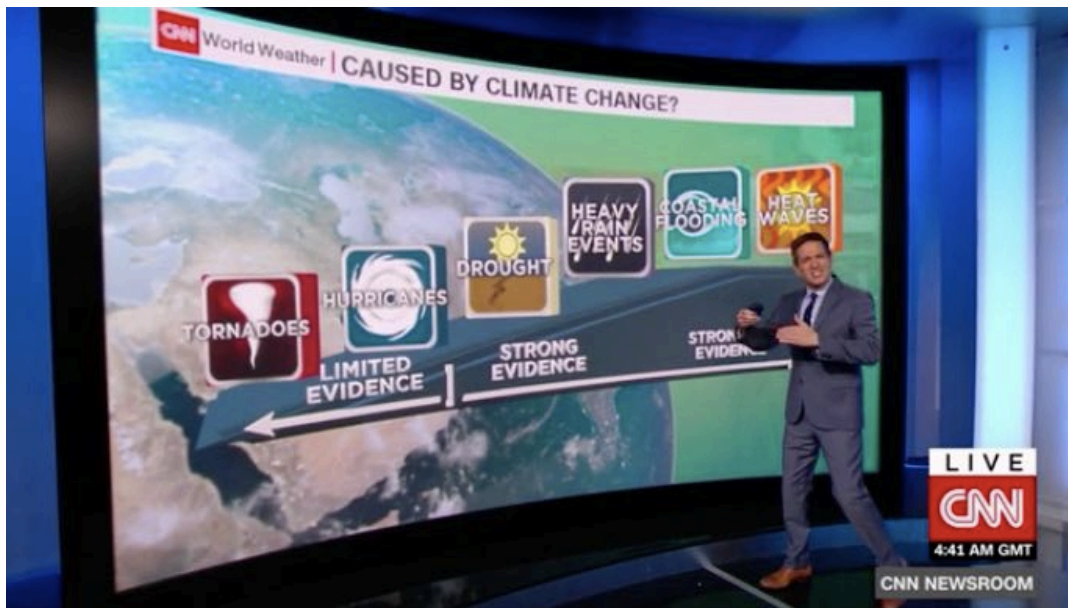 CNN World Weather | CAUSED BY CLIMATE CHANGE?
TORNADOES
HURRICANES
DROUGHT
HEAVY
RAIN
EVENTS
COASTAL
FLOODING
HEAT
WAVES
LIMITED
EVIDENCE
STRONG
EVIDENCE
LIVE
CNN
4:41 AM GMT
CNN NEWSROOM